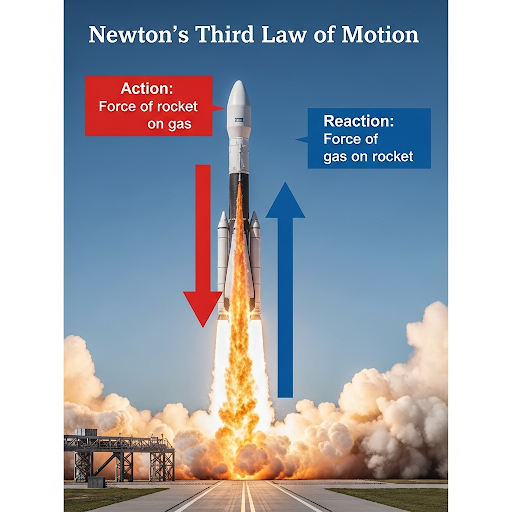 Newton's Third Law of Motion
Action:
Force of rocket
on gas
Reaction:
Force of
gas on rocket